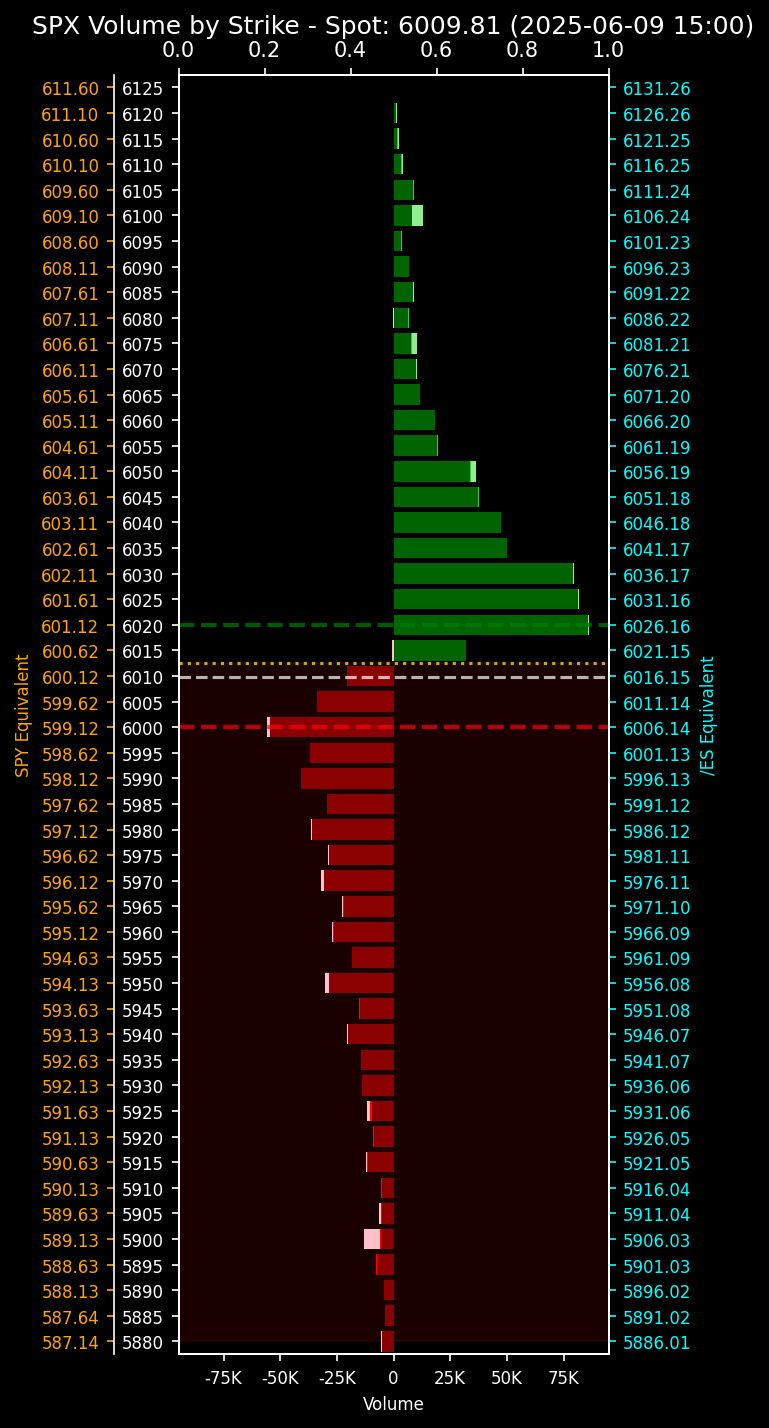 SPX Volume by Strike - Spot: 6009.81 (2025-06-09 15:00)
0.0 0.2 0.4 0.6 0.8 1.0
611.60 6125 6131.26
611.10 6120 6126.26
610.60 6115 6121.25
610.10 6110 6116.25
609.60 6105 6111.24
609.10 6100 6106.24
608.60 6095 6101.23
608.11 6090 6096.23
607.61 6085 6091.22
607.11 6080 6086.22
606.61 6075 6081.21
606.11 6070 6076.21
605.61 6065 6071.20
605.11 6060 6066.20
604.61 6055 6061.19
604.11 6050 6056.19
603.61 6045 6051.18
603.11 6040 6046.18
602.61 6035 6041.17
602.11 6030 6036.17
601.61 6025 6031.16
601.12 6020 6026.16
600.62 6015 6021.15
600.12 6010 6016.15
599.62 6005 6011.14
599.12 6000 6006.14
598.62 5995 6001.13
598.12 5990 5996.13
597.62 5985 5991.12
597.12 5980 5986.12
596.62 5975 5981.11
596.12 5970 5976.11
595.62 5965 5971.10
595.12 5960 5966.09
594.63 5955 5961.09
594.13 5950 5956.08
593.63 5945 5951.08
593.13 5940 5946.07
592.63 5935 5941.07
592.13 5930 5936.06
591.63 5925 5931.06
591.13 5920 5926.05
590.63 5915 5921.05
590.13 5910 5916.04
589.63 5905 5911.04
589.13 5900 5906.03
588.63 5895 5901.03
588.13 5890 5896.02
587.64 5885 5891.02
587.14 5880 5886.01
SPY Equivalent
/ES Equivalent
-75K -50K -25K 0 25K 50K 75K
Volume